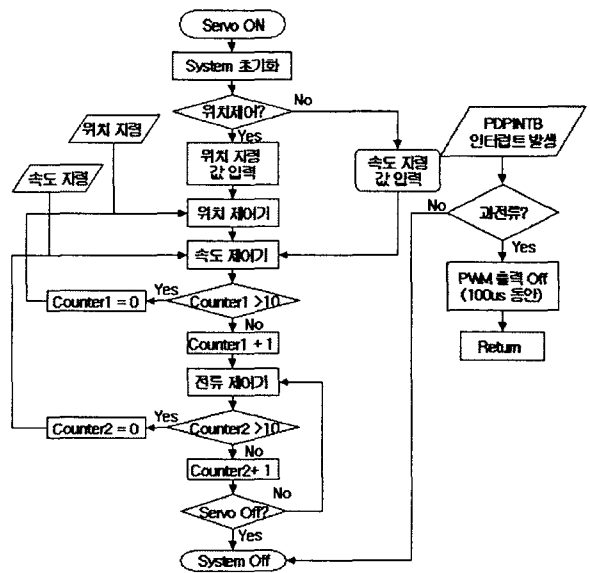 Servo ON
System 초기화
위치제어?
No
Yes
위치 지령
속도 지령
위치 지령
값 입력
속도 지령
값 입력
위치 제어기
속도 제어기
Counter1 >10
Yes
Counter1 = 0
No
Counter1 + 1
전류 제어기
Counter2 >10
Yes
Counter2 = 0
No
Counter2+ 1
Servo Off?
No
Yes
System Off
PDPINTB
인터럽트 발생
과전류?
No
Yes
PWM 출력 Off
(100us 동안)
Return